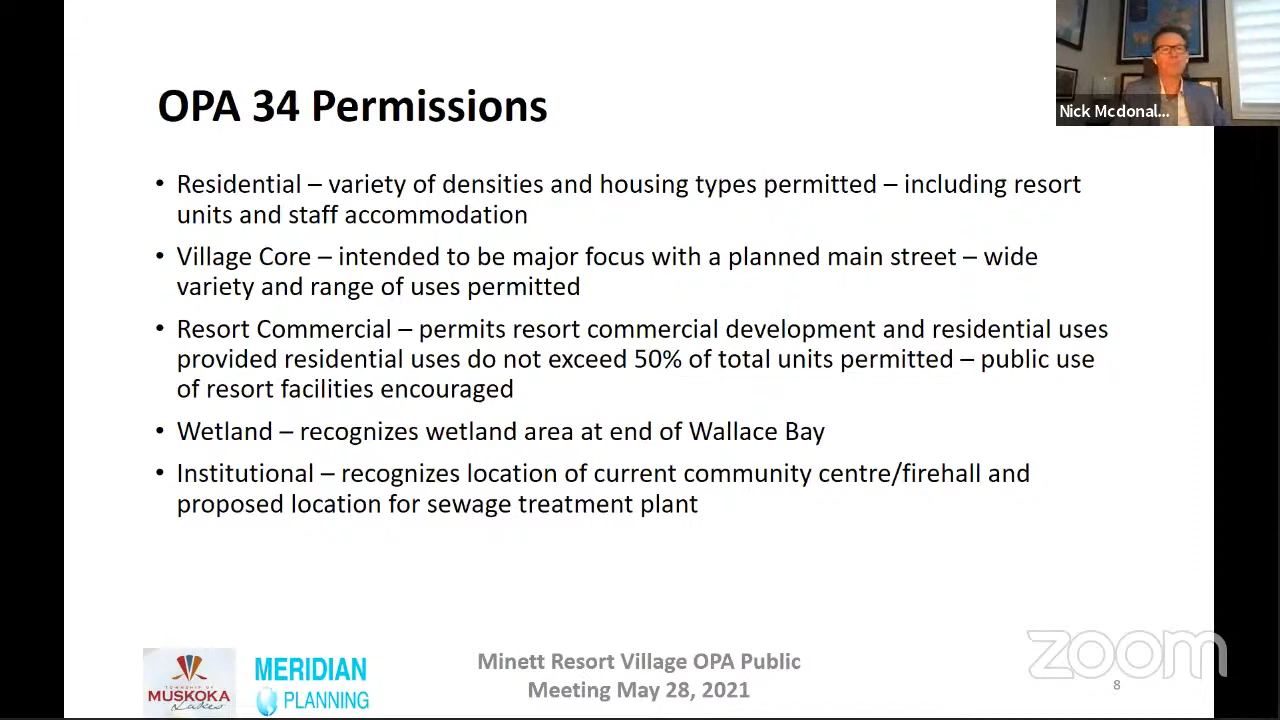 OPA 34 Permissions
Nick Mcdonal...
• Residential – variety of densities and housing types permitted – including resort
units and staff accommodation
• Village Core – intended to be major focus with a planned main street – wide
variety and range of uses permitted
• Resort Commercial – permits resort commercial development and residential uses
provided residential uses do not exceed 50% of total units permitted – public use
of resort facilities encouraged
• Wetland – recognizes wetland area at end of Wallace Bay
• Institutional – recognizes location of current community centre/firehall and
proposed location for sewage treatment plant
TOWNSHIP OF
MUSKOKA
Lakes
MERIDIAN
PLANNING
Minett Resort Village OPA Public
Meeting May 28, 2021
zoom
8